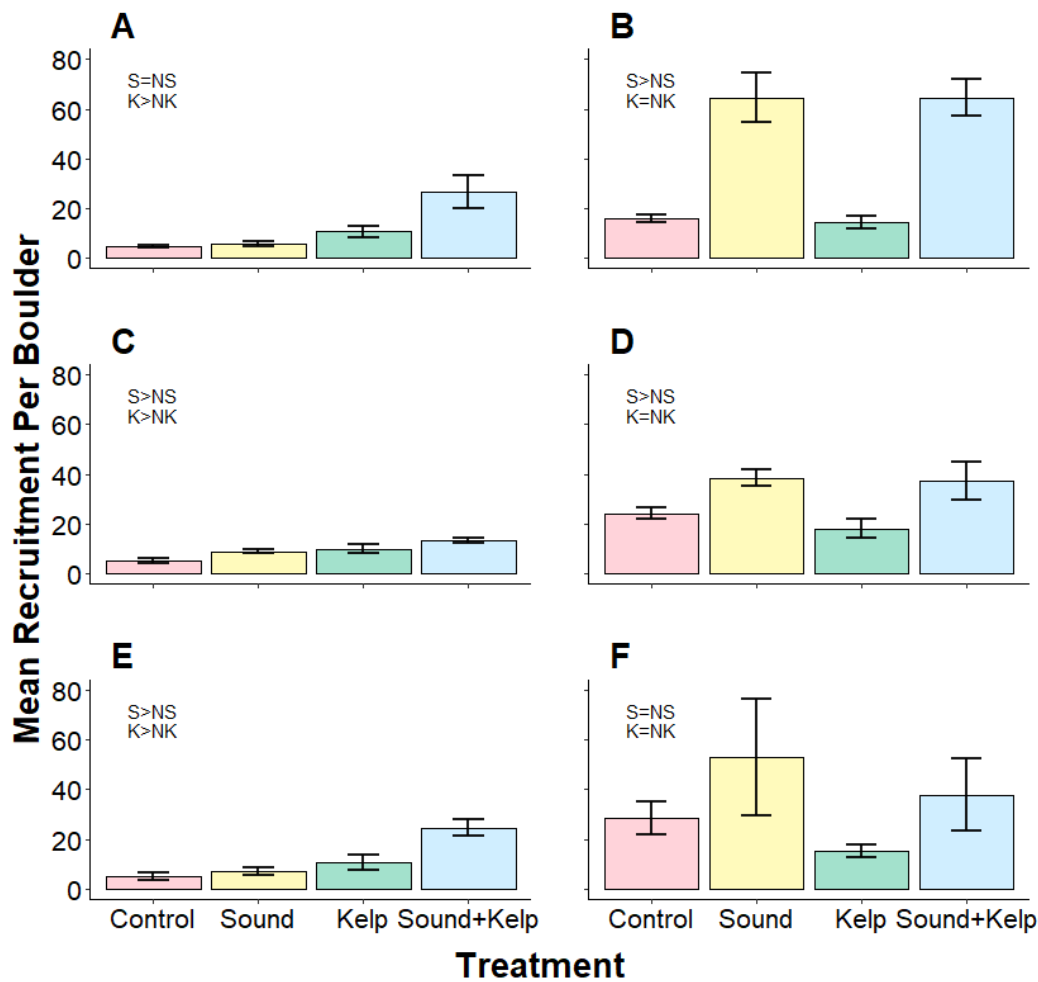 A
B
Mean Recruitment Per Boulder
80
60
40
20
0
S=NS
K>NK
S>NS
K=NK
C
D
80
60
40
20
0
S>NS
K>NK
S>NS
K=NK
E
F
80
60
40
20
0
S>NS
K>NK
S=NS
K=NK
Control Sound Kelp Sound+Kelp
Control Sound Kelp Sound+Kelp
Treatment